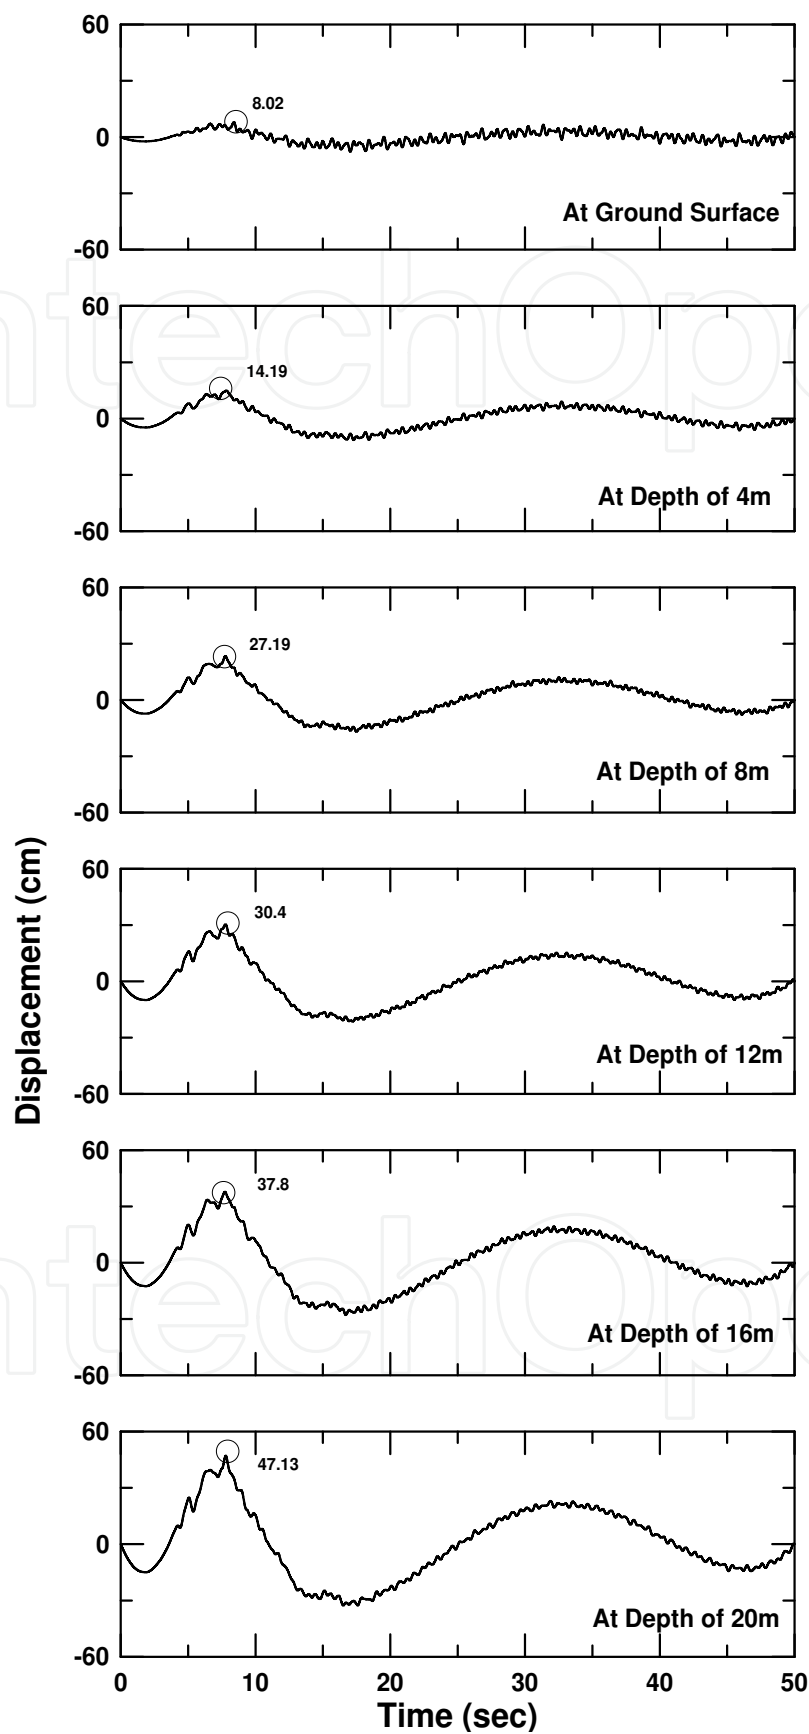 60
8.02
0
At Ground Surface
-60
60
14.19
0
At Depth of 4m
-60
60
27.19
0
At Depth of 8m
-60
Displacement (cm)
60
30.4
0
At Depth of 12m
-60
60
37.8
0
At Depth of 16m
-60
60
47.13
0
At Depth of 20m
-60
0 10 20 30 40 50
Time (sec)